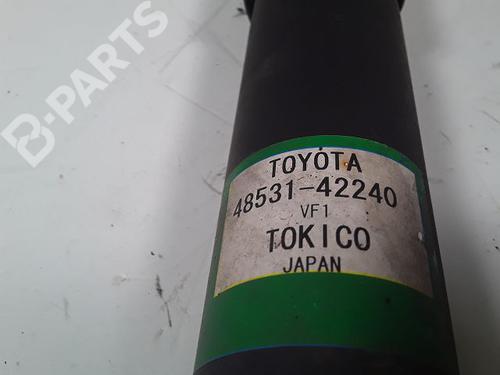 B-PARTS
TOYOTA
48531-42240
VF1
TOKICO
JAPAN